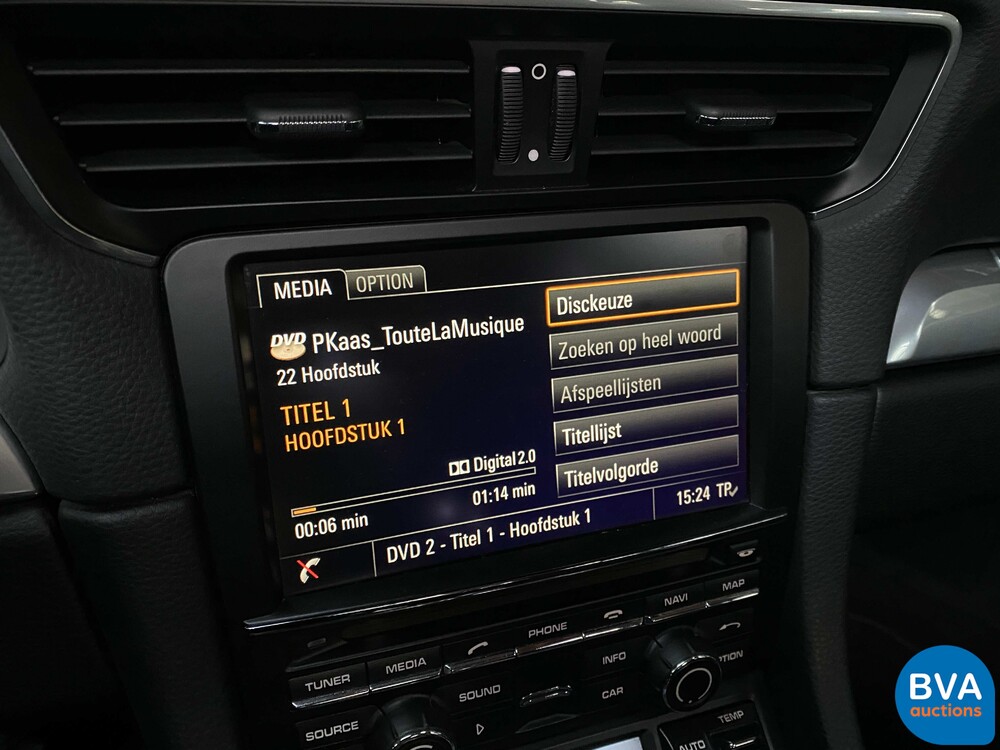 MEDIA OPTION
DVD PKaas_TouteLaMusique
22 Hoofdstuk
TITEL 1
HOOFDSTUK 1
Digital 2.0
00:06 min
01:14 min
Disckeuze
Zoeken op heel woord
Afspeellijsten
Titellijst
Titelvolgorde
DVD 2 - Titel 1 - Hoofdstuk 1
15:24 TP
TUNER
MEDIA
PHONE
NAVI
MAP
SOURCE
SOUND
INFO
CAR
PTION
AUTO
TEMP
BVA
auctions